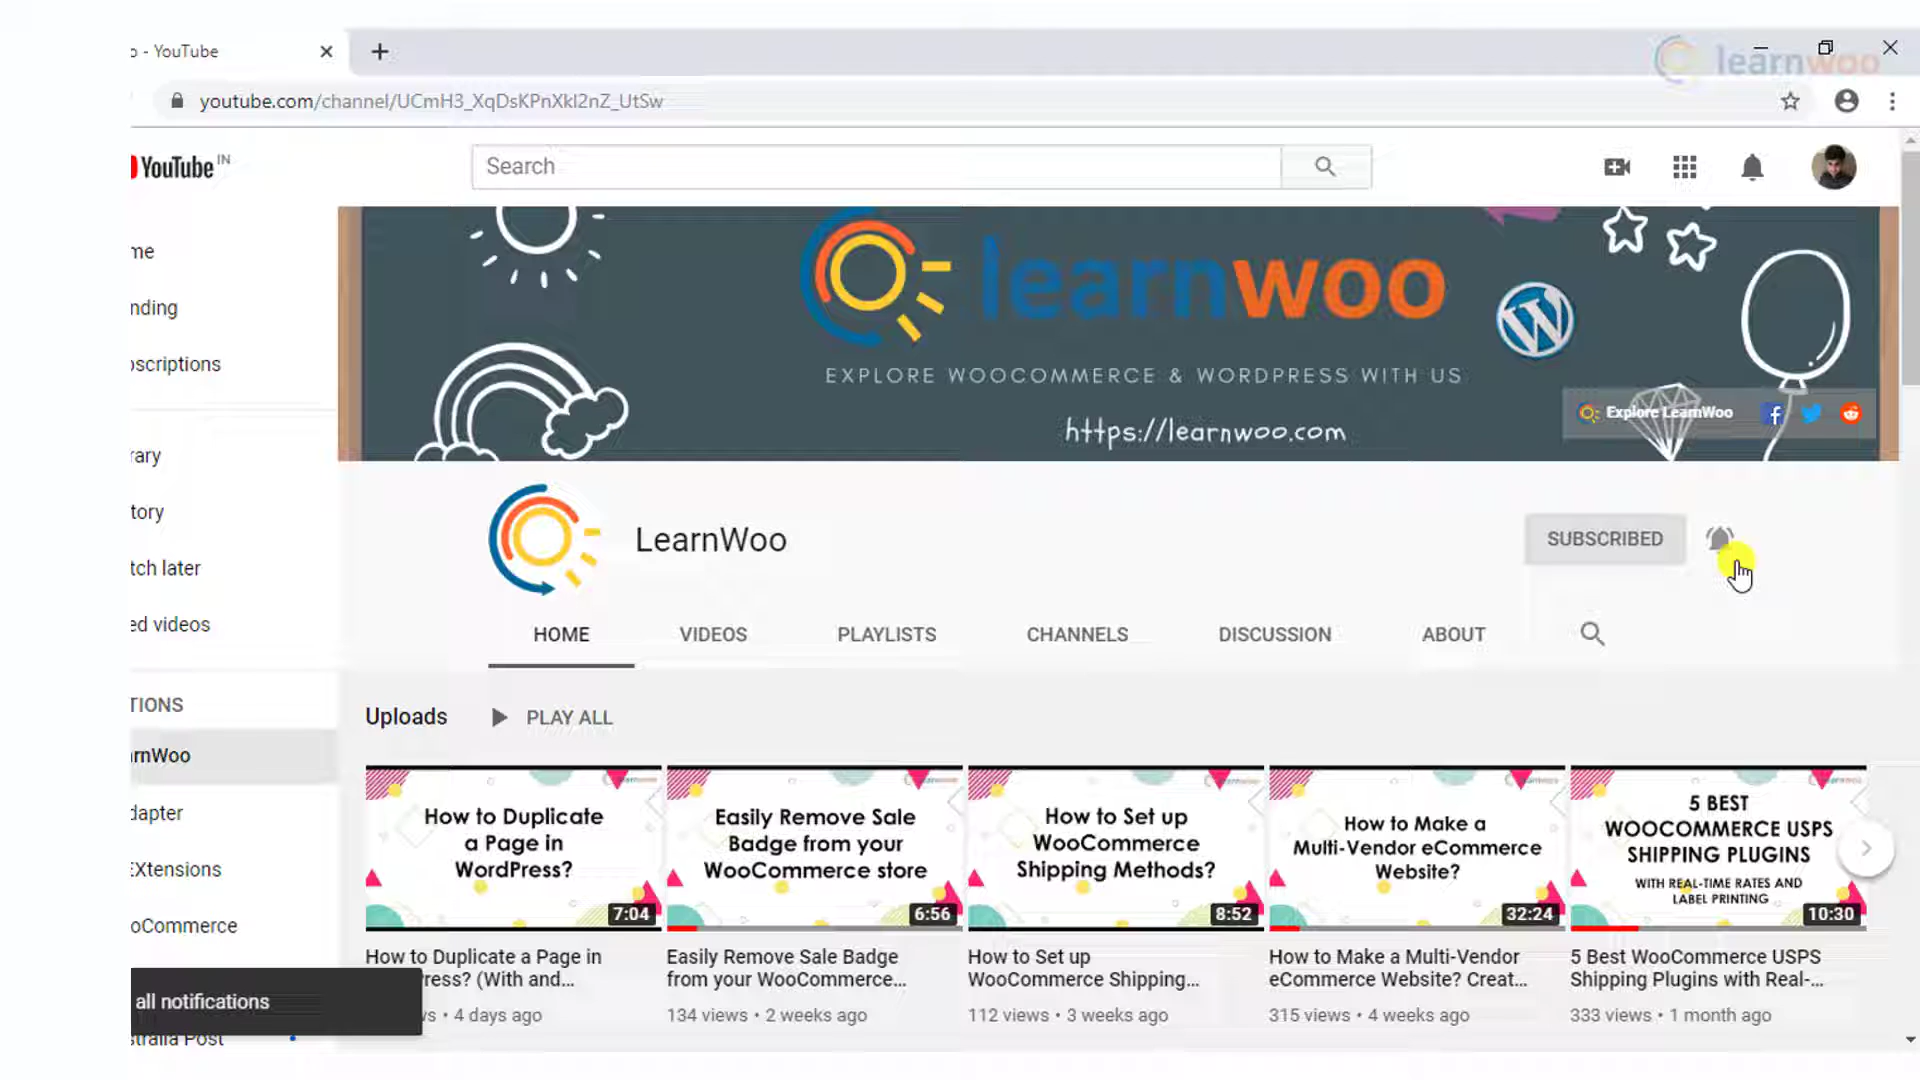 o - YouTube
learnwoo
youtube.com/channel/UCmH3_XqDsKPnXkl2nZ_UtSw
YouTube IN
Search
me
nding
bscriptions
rary
tory
tch later
ed videos
TIONS
rnWoo
dapter
EXtensions
oCommerce
all notifications
stralia Post
learnwoo
EXPLORE WOOCOMMERCE & WORDPRESS WITH US
https://learnwoo.com
Explore LearnWoo
LearnWoo
SUBSCRIBED
HOME VIDEOS PLAYLISTS CHANNELS DISCUSSION ABOUT
Uploads PLAY ALL
How to Duplicate
a Page in
WordPress?
7:04
How to Duplicate a Page in
ress? (With and...
ws • 4 days ago
Easily Remove Sale
Badge from your
WooCommerce store
6:56
Easily Remove Sale Badge
from your WooCommerce...
134 views • 2 weeks ago
How to Set up
WooCommerce
Shipping Methods?
8:52
How to Set up
WooCommerce Shipping...
112 views • 3 weeks ago
How to Make a
Multi-Vendor eCommerce
Website?
32:24
How to Make a Multi-Vendor
eCommerce Website? Creat...
315 views • 4 weeks ago
5 BEST
WOOCOMMERCE USPS
SHIPPING PLUGINS
WITH REAL-TIME RATES AND
LABEL PRINTING
10:30
5 Best WooCommerce USPS
Shipping Plugins with Real-...
333 views • 1 month ago